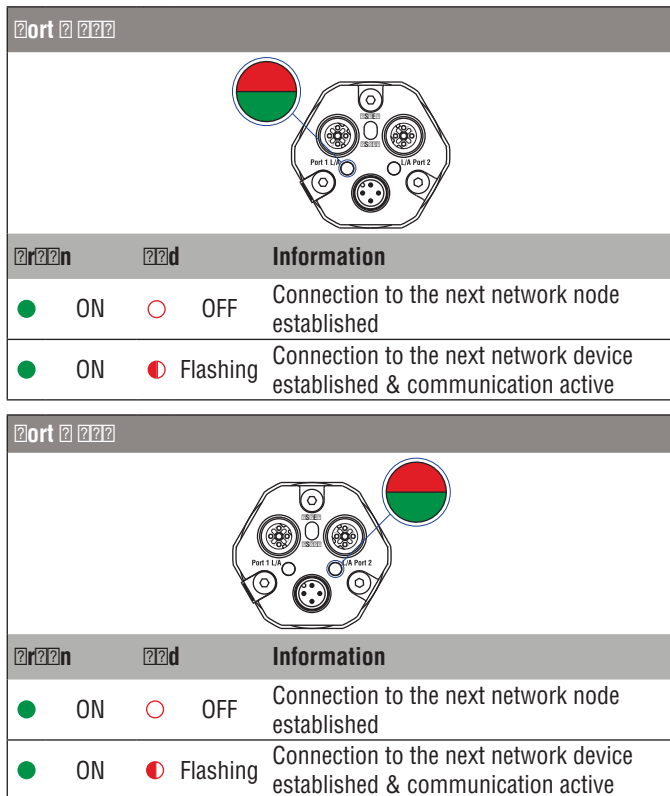 Port 1 L/A
L/A Port 2
Information
ON OFF Connection to the next network node
established
ON Flashing Connection to the next network device
established & communication active
Port 1 L/A
L/A Port 2
Information
ON OFF Connection to the next network node
established
ON Flashing Connection to the next network device
established & communication active